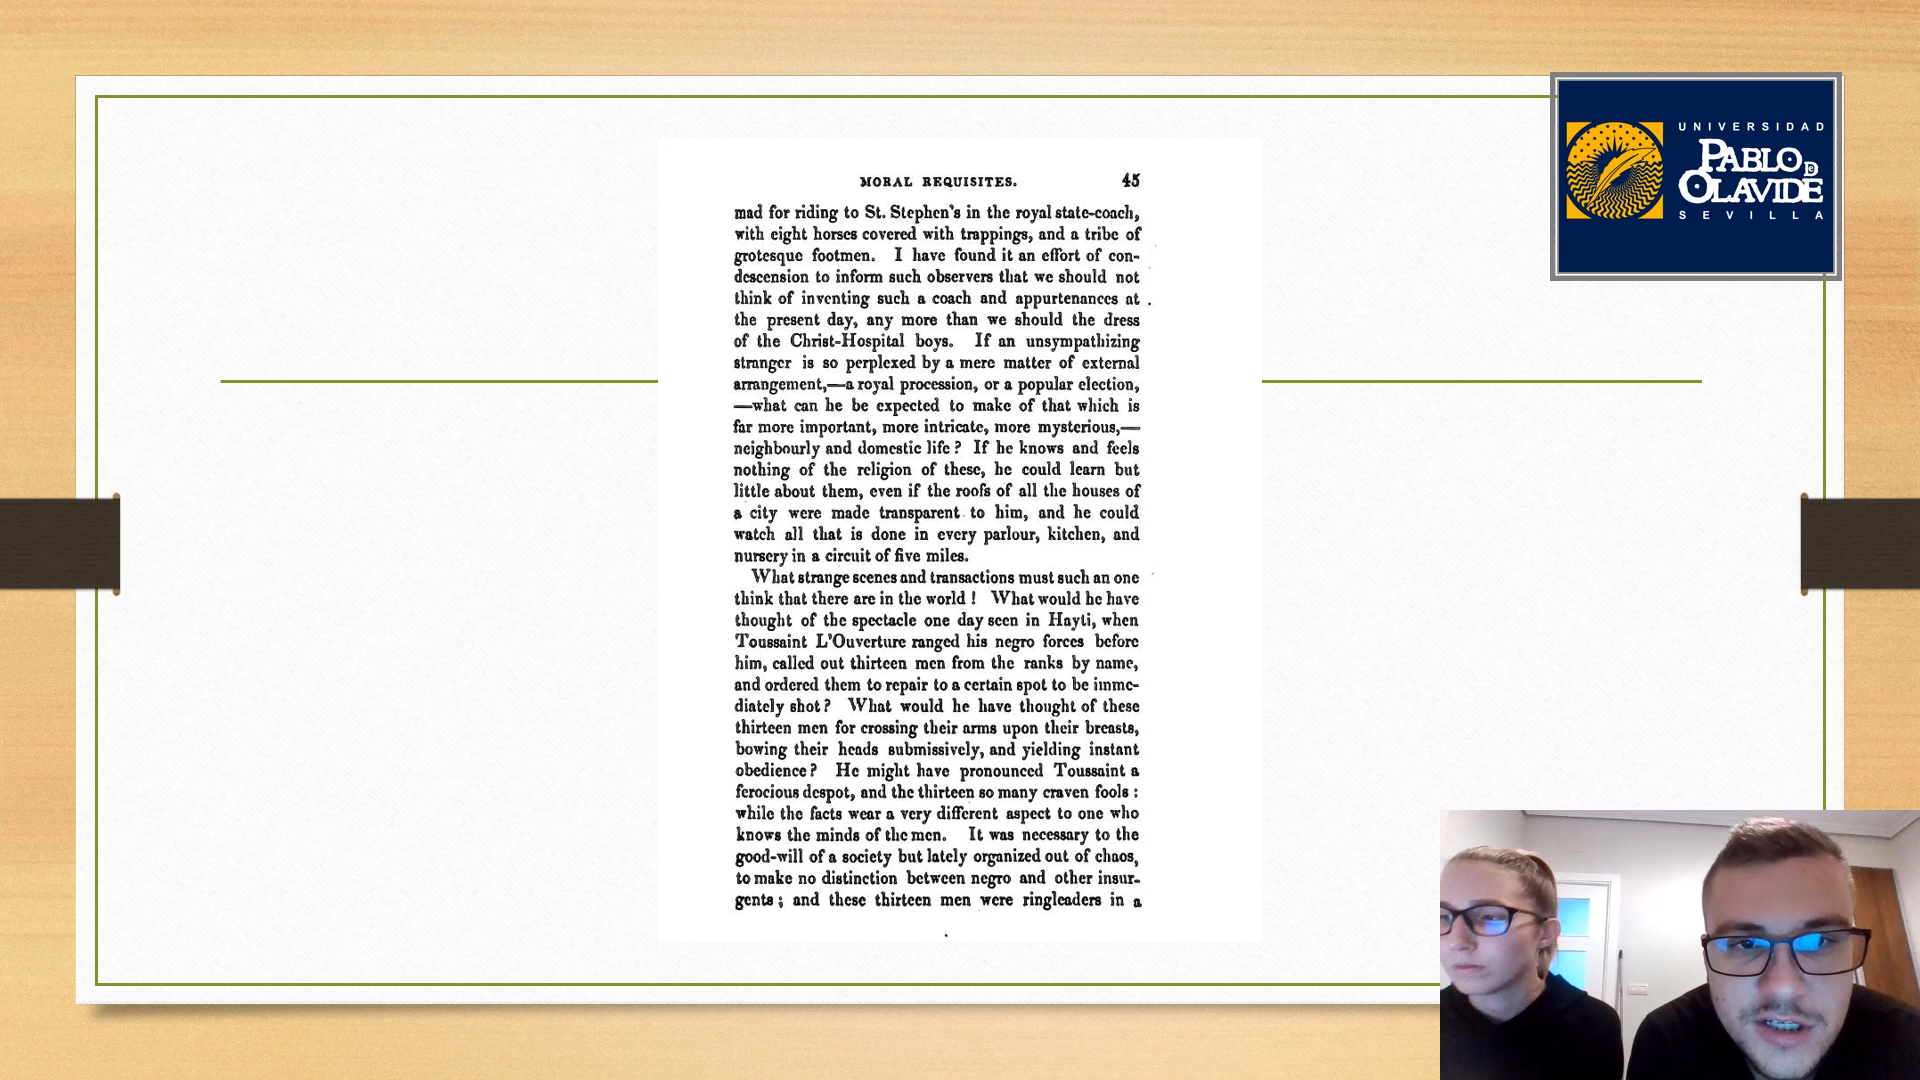 MORAL REQUISITES. 45
mad for riding to St. Stephen's in the royal state-coach,
with eight horses covered with trappings, and a tribe of
grotesque footmen. I have found it an effort of con-
descension to inform such observers that we should not
think of inventing such a coach and appurtenances at
the present day, any more than we should the dress
of the Christ-Hospital boys. If an unsympathizing
stranger is so perplexed by a mere matter of external
arrangement,—a royal procession, or a popular election,
—what can he be expected to make of that which is
far more important, more intricate, more mysterious,—
neighbourly and domestic life? If he knows and feels
nothing of the religion of these, he could learn but
little about them, even if the roofs of all the houses of
a city were made transparent to him, and he could
watch all that is done in every parlour, kitchen, and
nursery in a circuit of five miles.
What strange scenes and transactions must such an one
think that there are in the world! What would he have
thought of the spectacle one day seen in Hayti, when
Toussaint L'Ouverture ranged his negro forces before
him, called out thirteen men from the ranks by name,
and ordered them to repair to a certain spot to be imme-
diately shot? What would he have thought of these
thirteen men for crossing their arms upon their breasts,
bowing their heads submissively, and yielding instant
obedience? He might have pronounced Toussaint a
ferocious despot, and the thirteen so many craven fools:
while the facts wear a very different aspect to one who
knows the minds of the men. It was necessary to the
good-will of a society but lately organized out of chaos,
to make no distinction between negro and other insur-
gents; and these thirteen men were ringleaders in a
UNIVERSIDAD
PABLO DE
OLAVIDE
SEVILLA